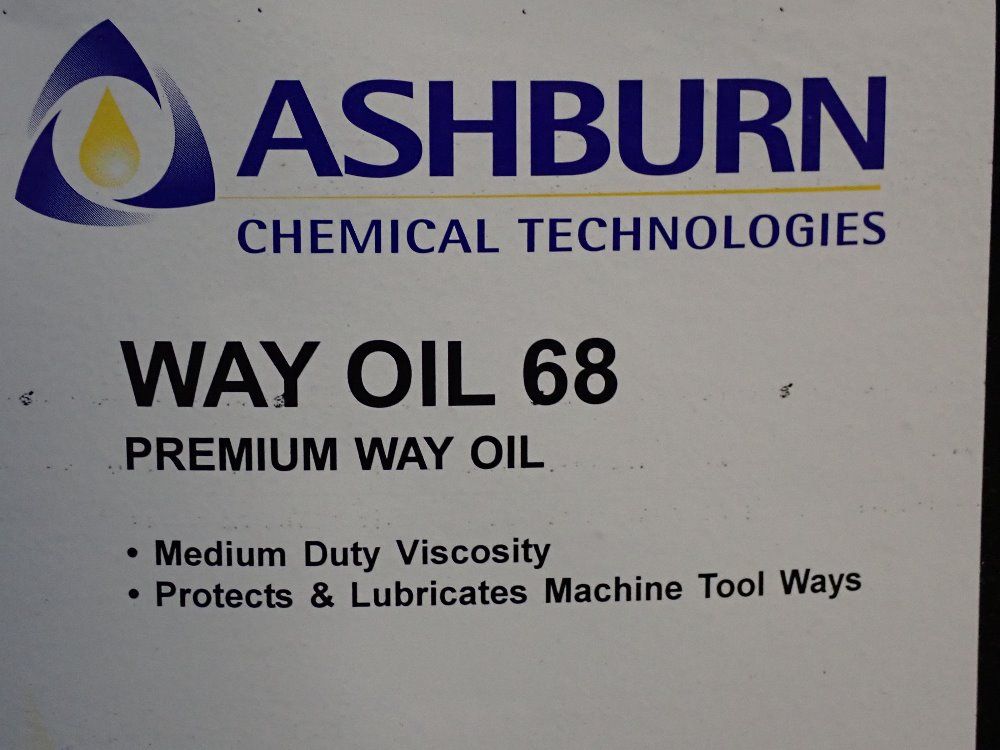 ASHBURN
CHEMICAL TECHNOLOGIES
WAY OIL 68
PREMIUM WAY OIL
• Medium Duty Viscosity
• Protects & Lubricates Machine Tool Ways